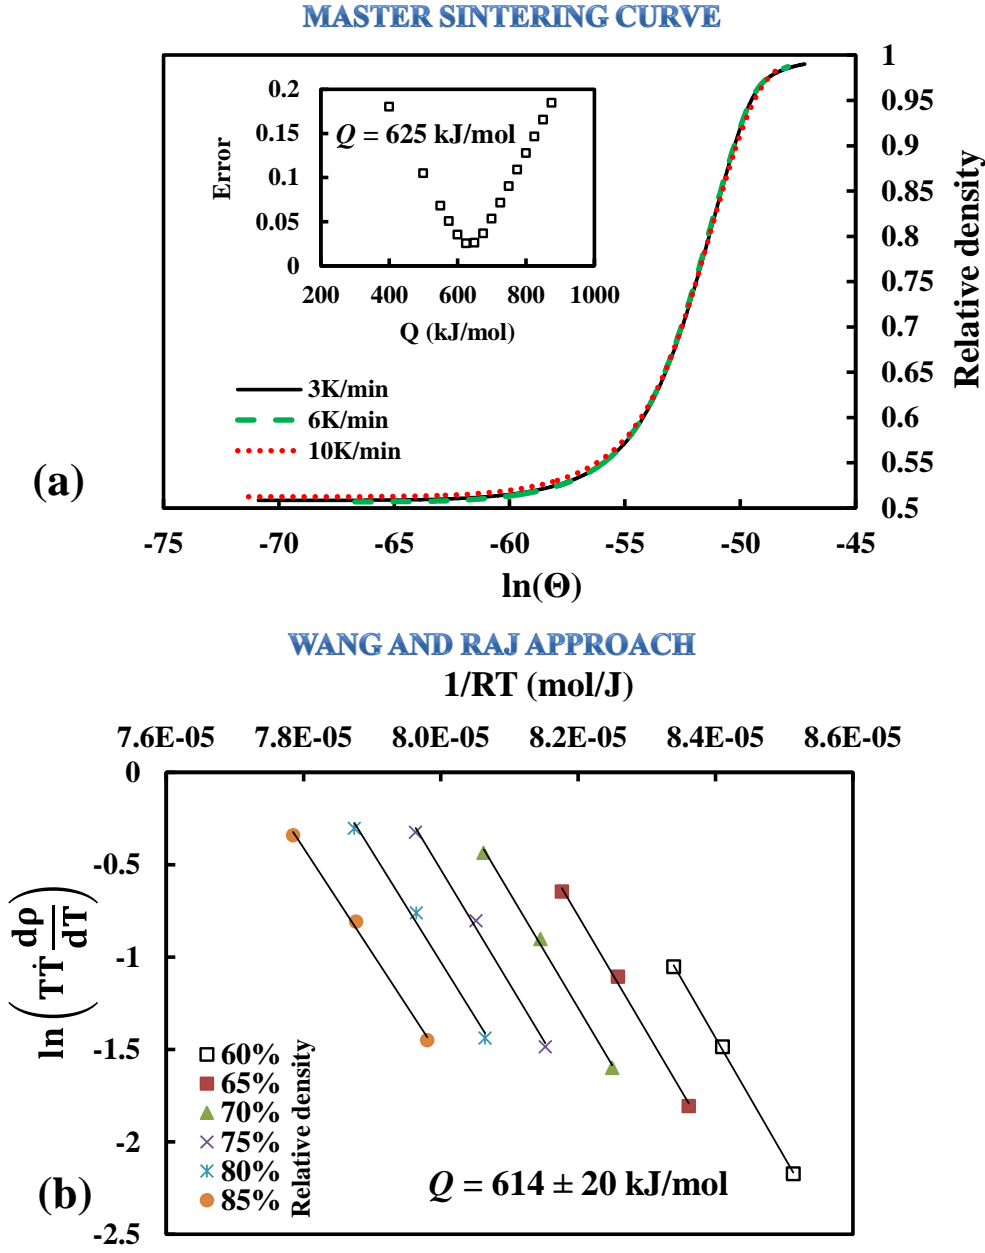 MASTER SINTERING CURVE
0.2
0.15
0.1
0.05
0
Error
Q = 625 kJ/mol
200 400 600 800 1000
Q (kJ/mol)
3K/min
6K/min
10K/min
(a)
1
0.95
0.9
0.85
0.8
0.75
0.7
0.65
0.6
0.55
0.5
Relative density
-75 -70 -65 -60 -55 -50 -45
ln(Θ)
WANG AND RAJ APPROACH
1/RT (mol/J)
7.6E-05 7.8E-05 8.0E-05 8.2E-05 8.4E-05 8.6E-05
0
-0.5
-1
-1.5
-2
-2.5
ln (TṪ dρ/dT)
60%
65%
70%
75%
80%
85%
Relative density
Q = 614 ± 20 kJ/mol
(b)